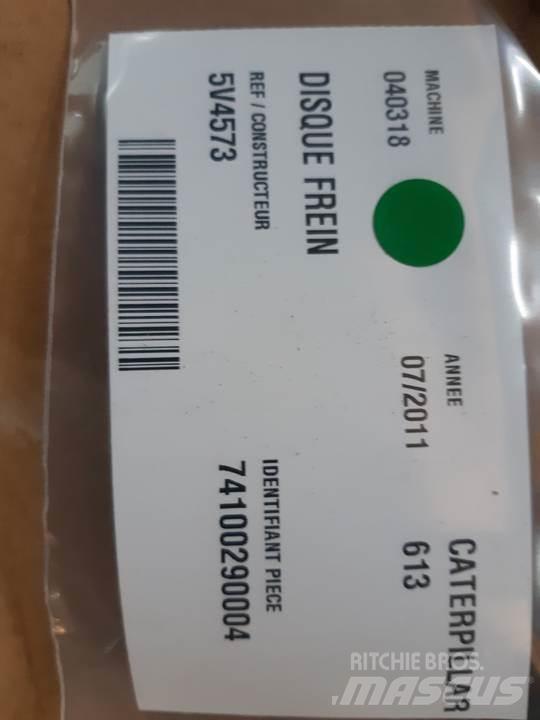 MACHINE ANNEE CATERPILLAR
040318 07/2011 613
DISQUE FREIN
REF / CONSTRUCTEUR IDENTIFIANT PIECE
5V4573 74100290004
RITCHIE BROS.
MASCUS